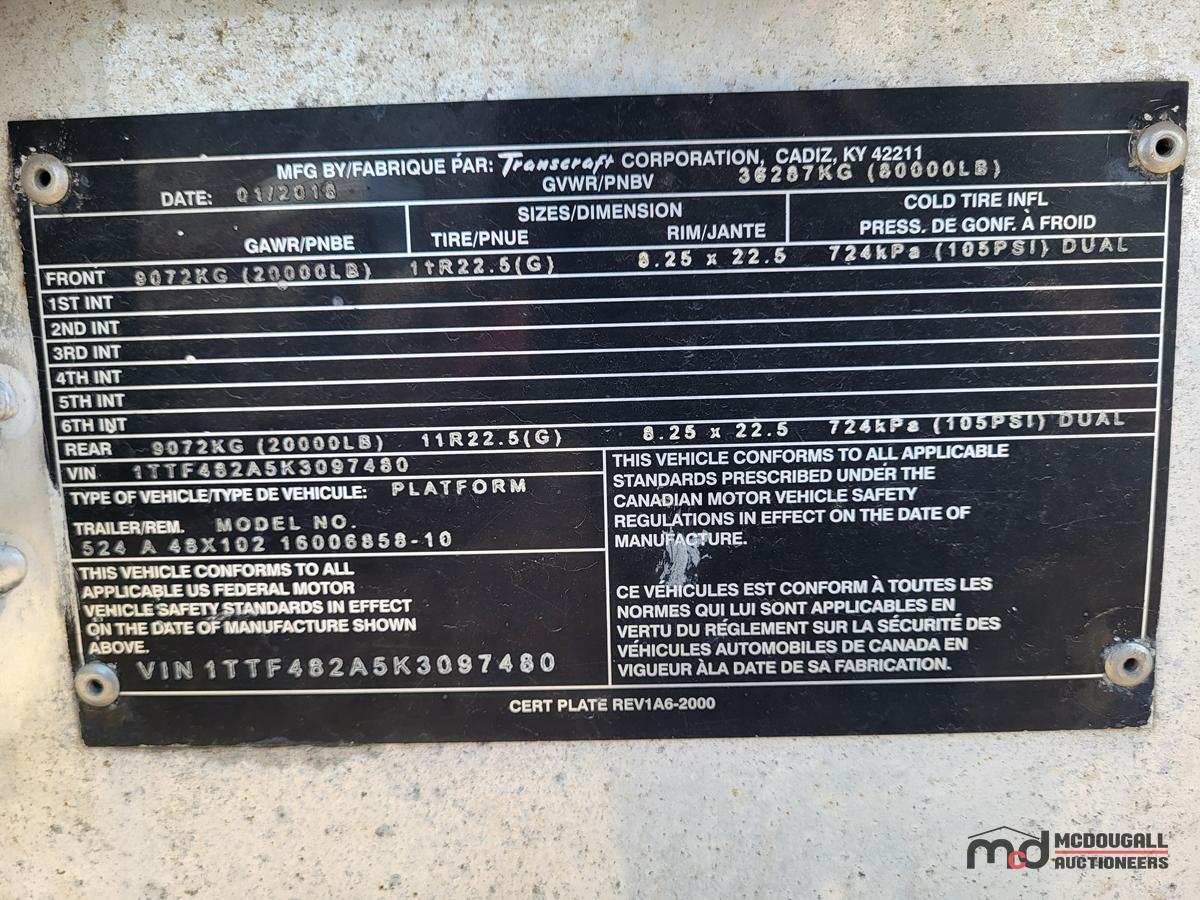 MFG BY/FABRIQUE PAR: Transcraft CORPORATION, CADIZ, KY 42211
DATE: 01/2018 GVWR/PNBV 36287KG (80000LB)
SIZES/DIMENSION COLD TIRE INFL
GAWR/PNBE TIRE/PNUE RIM/JANTE PRESS. DE GONF. À FROID
FRONT 9072KG (20000LB) 11R22.5(G) 8.25 x 22.5 724kPa (105PSI) DUAL
1ST INT
2ND INT
3RD INT
4TH INT
5TH INT
6TH INT
REAR 9072KG (20000LB) 11R22.5(G) 8.25 x 22.5 724kPa (105PSI) DUAL
VIN 1TTF482A5K3097480
TYPE OF VEHICLE/TYPE DE VEHICULE: PLATFORM
TRAILER/REM. MODEL NO.
524 A 48X102 16006858-10
THIS VEHICLE CONFORMS TO ALL
APPLICABLE US FEDERAL MOTOR
VEHICLE SAFETY STANDARDS IN EFFECT
ON THE DATE OF MANUFACTURE SHOWN
ABOVE.
VIN 1TTF482A5K3097480
THIS VEHICLE CONFORMS TO ALL APPLICABLE
STANDARDS PRESCRIBED UNDER THE
CANADIAN MOTOR VEHICLE SAFETY
REGULATIONS IN EFFECT ON THE DATE OF
MANUFACTURE.
CE VÉHICULES EST CONFORM À TOUTES LES
NORMES QUI LUI SONT APPLICABLES EN
VERTU DU RÉGLEMENT SUR LA SÉCURITÉ DES
VÉHICULES AUTOMOBILES DE CANADA EN
VIGUEUR ÀLA DATE DE SA FABRICATION.
CERT PLATE REV1A6-2000
mcd MCDOUGALL
AUCTIONEERS